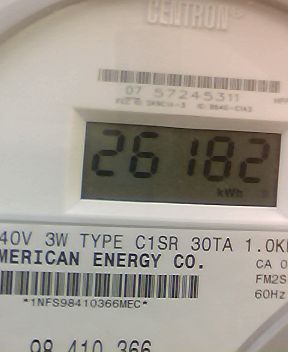 CENTRON®
07 57245311
26182
kWh
40V 3W TYPE C1SR 30TA 1.0K
MERICAN ENERGY CO.
CA 0
FM2S
60Hz
*1NFS98410366MEC*
98 410 366